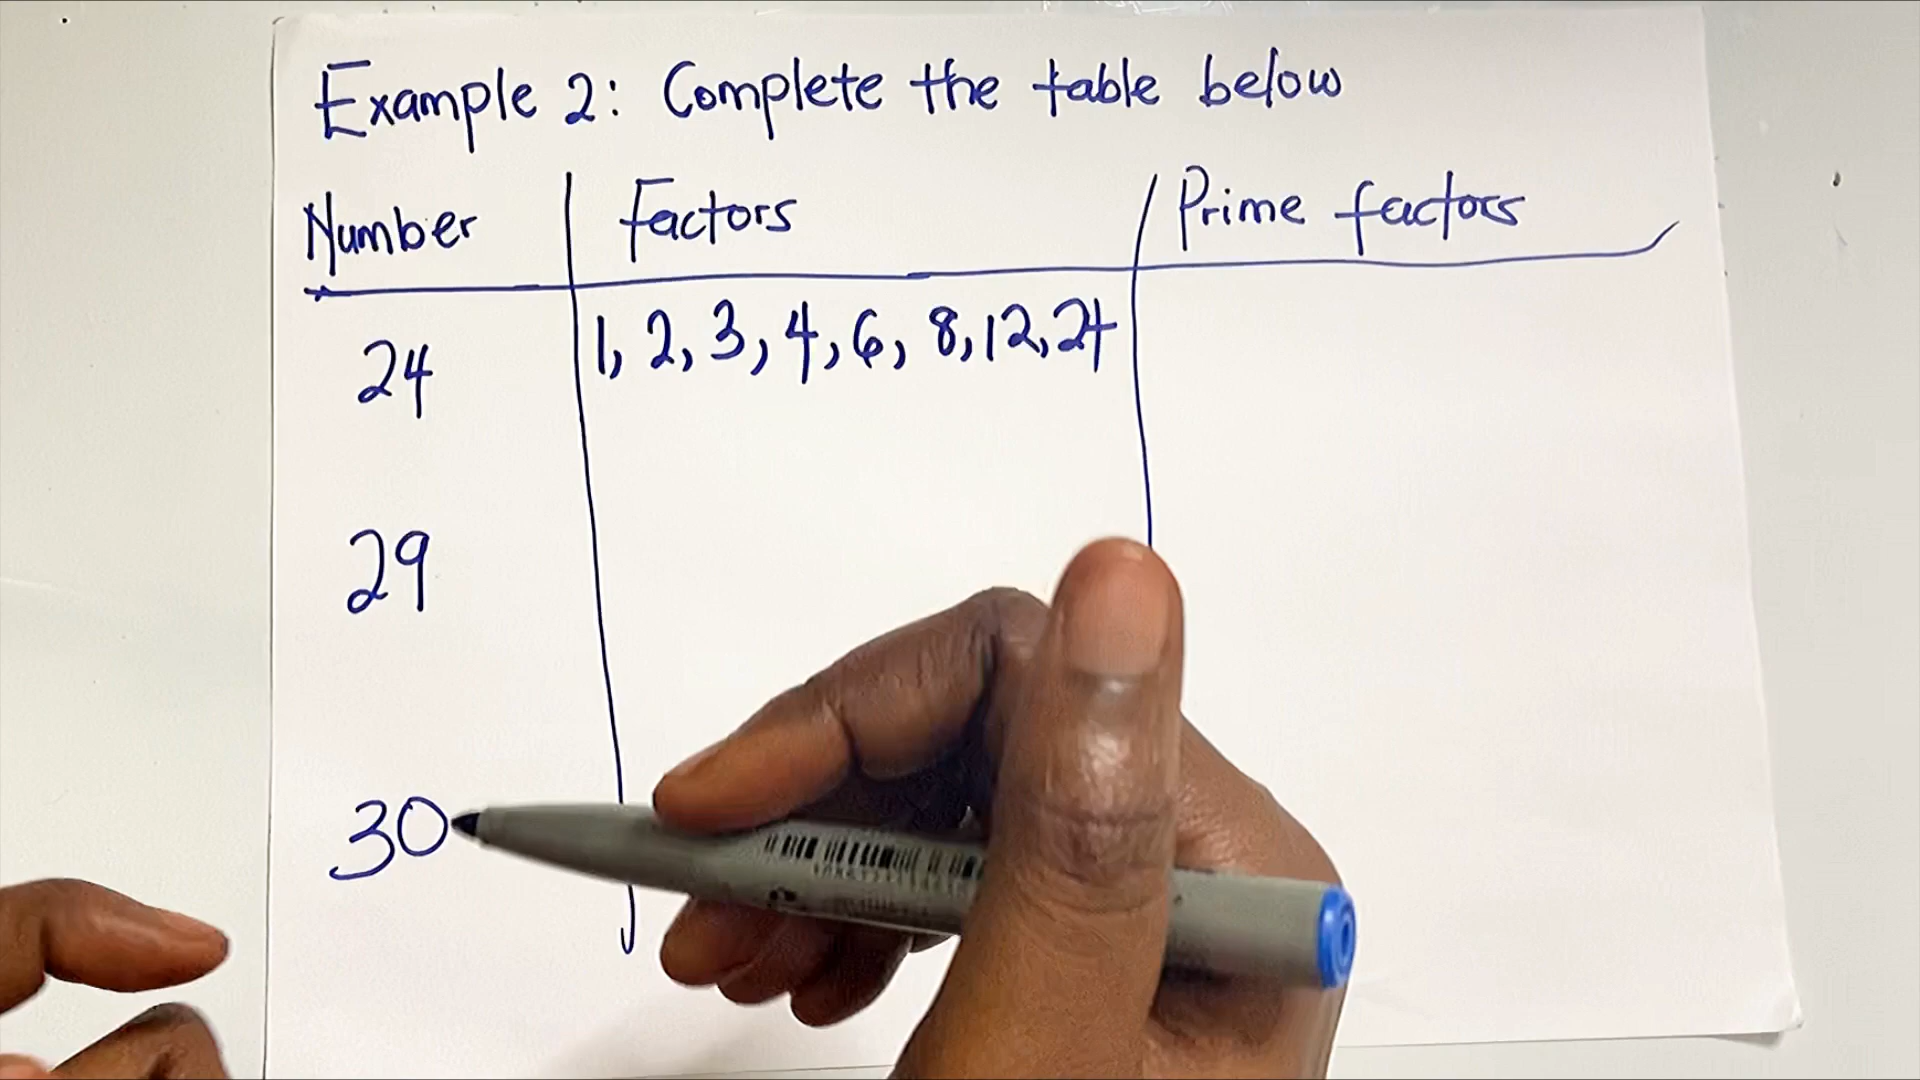 Example 2: Complete the table below
Number Factors Prime factors
24 1, 2, 3, 4, 6, 8, 12, 24
29
30